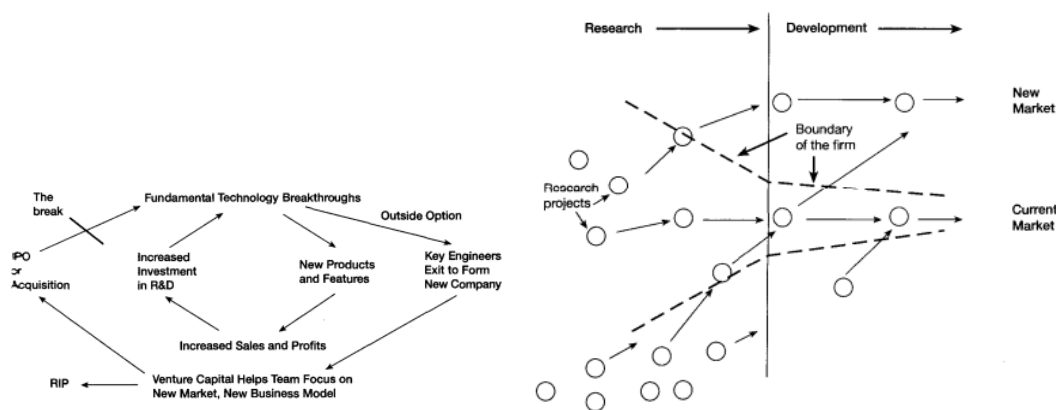 The
break
Fundamental Technology Breakthroughs
Outside Option
IPO
or
Acquisition
Increased
Investment
in R&D
New Products
and Features
Key Engineers
Exit to Form
New Company
Increased Sales and Profits
RIP
Venture Capital Helps Team Focus on
New Market, New Business Model
Research
Development
New
Market
Boundary
of the firm
Research
projects
Current
Market